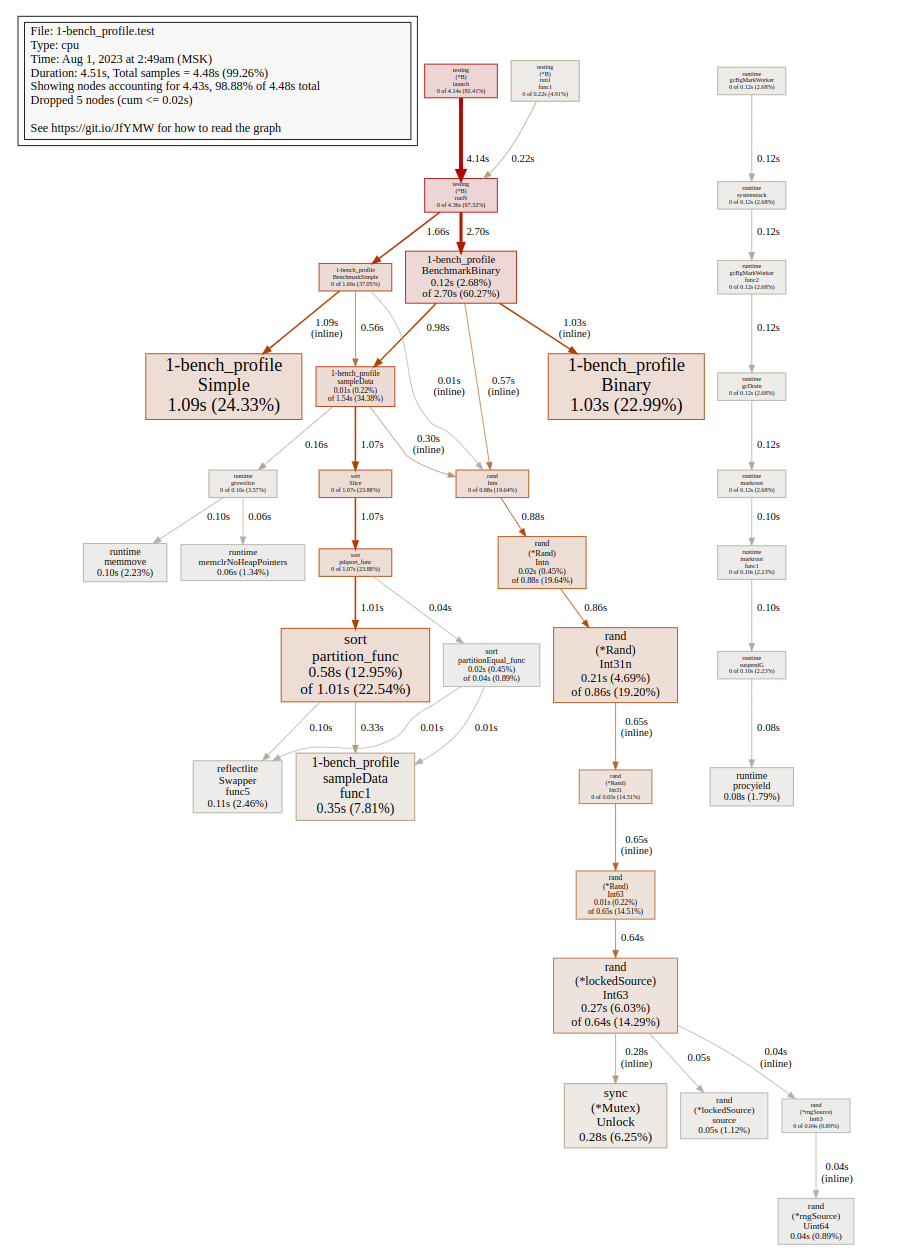 File: 1-bench_profile.test
Type: cpu
Time: Aug 1, 2023 at 2:49am (MSK)
Duration: 4.51s, Total samples = 4.48s (99.26%)
Showing nodes accounting for 4.43s, 98.88% of 4.48s total
Dropped 5 nodes (cum <= 0.02s)
See https://git.io/JfYMW for how to read the graph
testing
(*B)
launch
0 of 4.14s (92.41%)
testing
(*B)
run1
func1
0 of 0.22s (4.91%)
runtime
gcBgMarkWorker
0 of 0.12s (2.68%)
4.14s
0.22s
0.12s
testing
(*B)
runN
0 of 4.36s (97.32%)
runtime
systemstack
0 of 0.12s (2.68%)
1.66s
2.70s
0.12s
1-bench_profile
BenchmarkSimple
0 of 1.66s (37.05%)
1-bench_profile
BenchmarkBinary
0.12s (2.68%)
of 2.70s (60.27%)
runtime
gcBgMarkWorker
func2
0 of 0.12s (2.68%)
1.09s
(inline)
0.56s
0.98s
0.01s
(inline)
0.57s
(inline)
1.03s
(inline)
0.12s
1-bench_profile
Simple
1.09s (24.33%)
1-bench_profile
sampleData
0.01s (0.22%)
of 1.54s (34.38%)
1-bench_profile
Binary
1.03s (22.99%)
runtime
gcDrain
0 of 0.12s (2.68%)
0.16s
1.07s
0.30s
(inline)
0.12s
runtime
growslice
0 of 0.16s (3.57%)
sort
Slice
0 of 1.07s (23.88%)
rand
Intn
0 of 0.88s (19.64%)
runtime
markroot
0 of 0.12s (2.68%)
0.10s
0.06s
1.07s
0.88s
0.10s
runtime
memmove
0.10s (2.23%)
runtime
memclrNoHeapPointers
0.06s (1.34%)
sort
pdqsort_func
0 of 1.07s (23.88%)
rand
(*Rand)
Intn
0.02s (0.45%)
of 0.88s (19.64%)
runtime
markroot
func1
0 of 0.10s (2.23%)
1.01s
0.04s
0.86s
0.10s
sort
partition_func
0.58s (12.95%)
of 1.01s (22.54%)
sort
partitionEqual_func
0.02s (0.45%)
of 0.04s (0.89%)
rand
(*Rand)
Int31n
0.21s (4.69%)
of 0.86s (19.20%)
runtime
suspendG
0 of 0.10s (2.23%)
0.10s
0.33s
0.01s
0.01s
0.65s
(inline)
0.08s
reflectlite
Swapper
func5
0.11s (2.46%)
1-bench_profile
sampleData
func1
0.35s (7.81%)
rand
(*Rand)
Int31
0 of 0.65s (14.51%)
runtime
procyield
0.08s (1.79%)
0.65s
(inline)
rand
(*Rand)
Int63
0.01s (0.22%)
of 0.65s (14.51%)
0.64s
rand
(*lockedSource)
Int63
0.27s (6.03%)
of 0.64s (14.29%)
0.28s
(inline)
0.05s
0.04s
(inline)
sync
(*Mutex)
Unlock
0.28s (6.25%)
rand
(*lockedSource)
source
0.05s (1.12%)
rand
(*rngSource)
Int63
0 of 0.04s (0.89%)
0.04s
(inline)
rand
(*rngSource)
Uint64
0.04s (0.89%)